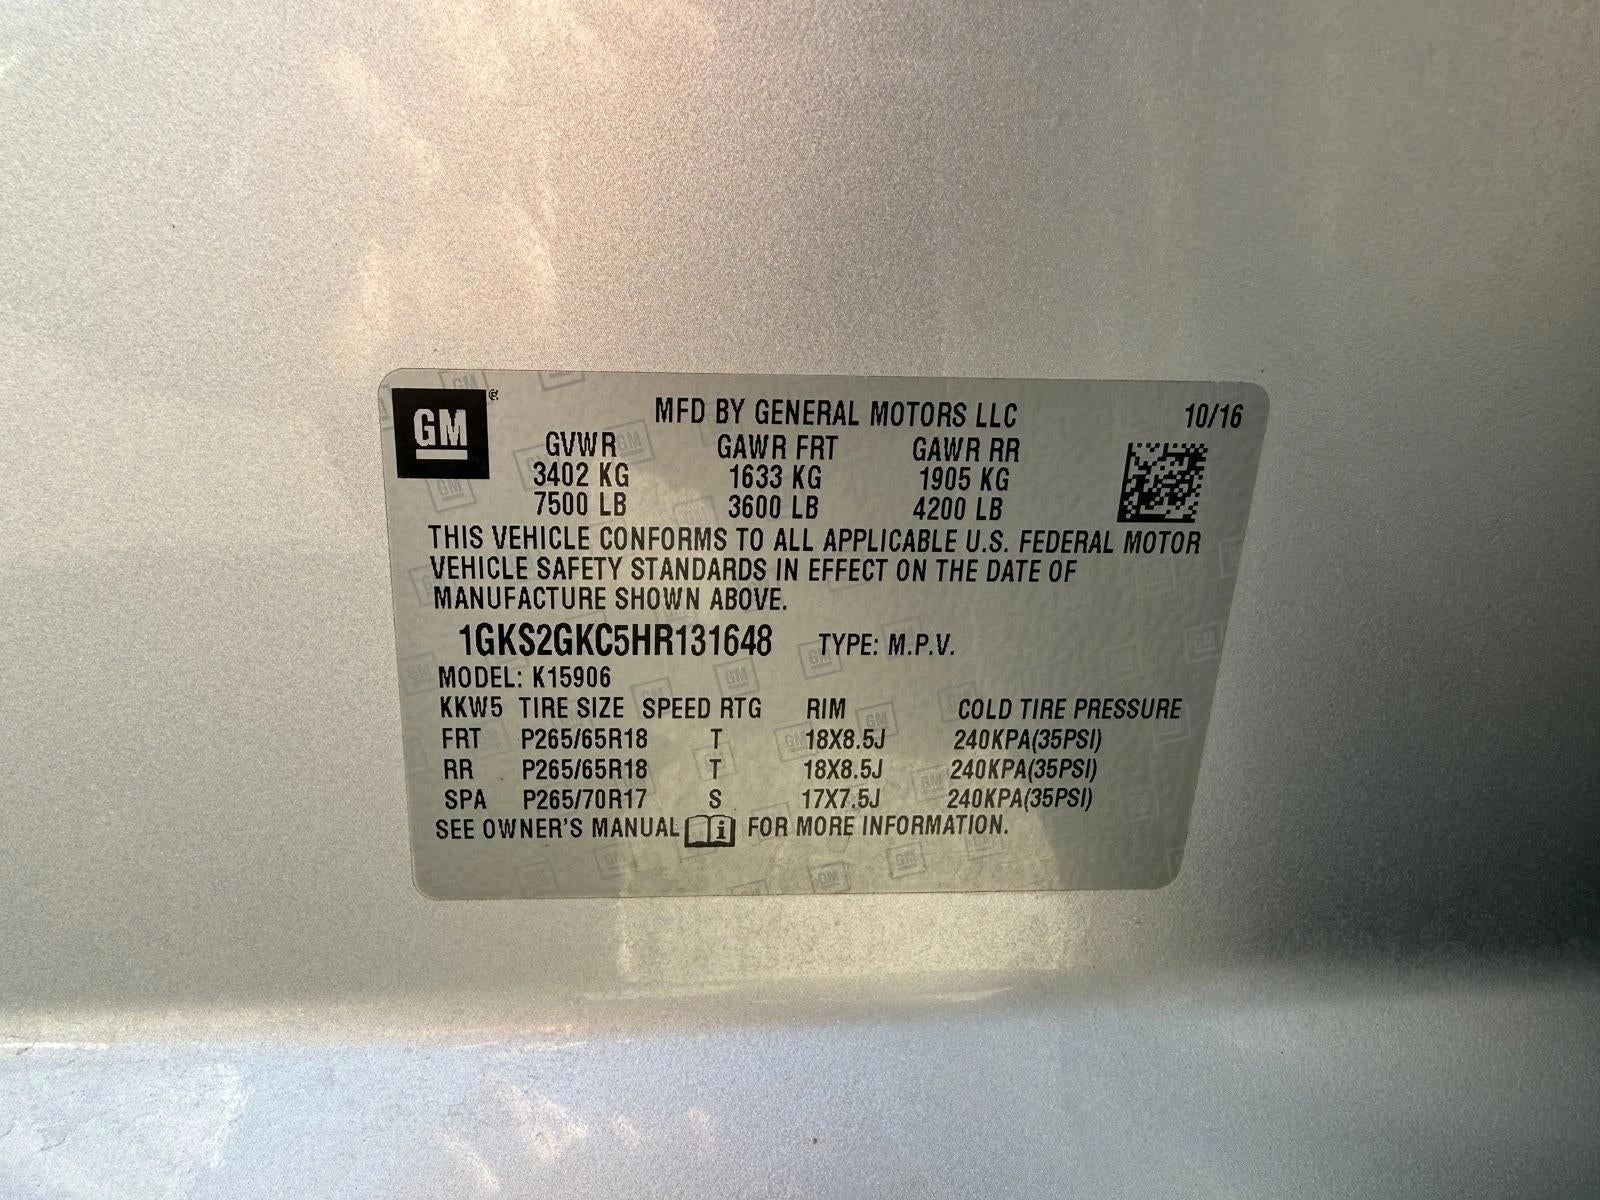 GM
MFD BY GENERAL MOTORS LLC 10/16
GVWR GAWR FRT GAWR RR
3402 KG 1633 KG 1905 KG
7500 LB 3600 LB 4200 LB
THIS VEHICLE CONFORMS TO ALL APPLICABLE U.S. FEDERAL MOTOR
VEHICLE SAFETY STANDARDS IN EFFECT ON THE DATE OF
MANUFACTURE SHOWN ABOVE.
1GKS2GKC5HR131648 TYPE: M.P.V.
MODEL: K15906
KKW5 TIRE SIZE SPEED RTG RIM COLD TIRE PRESSURE
FRT P265/65R18 T 18X8.5J 240KPA(35PSI)
RR P265/65R18 T 18X8.5J 240KPA(35PSI)
SPA P265/70R17 S 17X7.5J 240KPA(35PSI)
SEE OWNER'S MANUAL i FOR MORE INFORMATION.